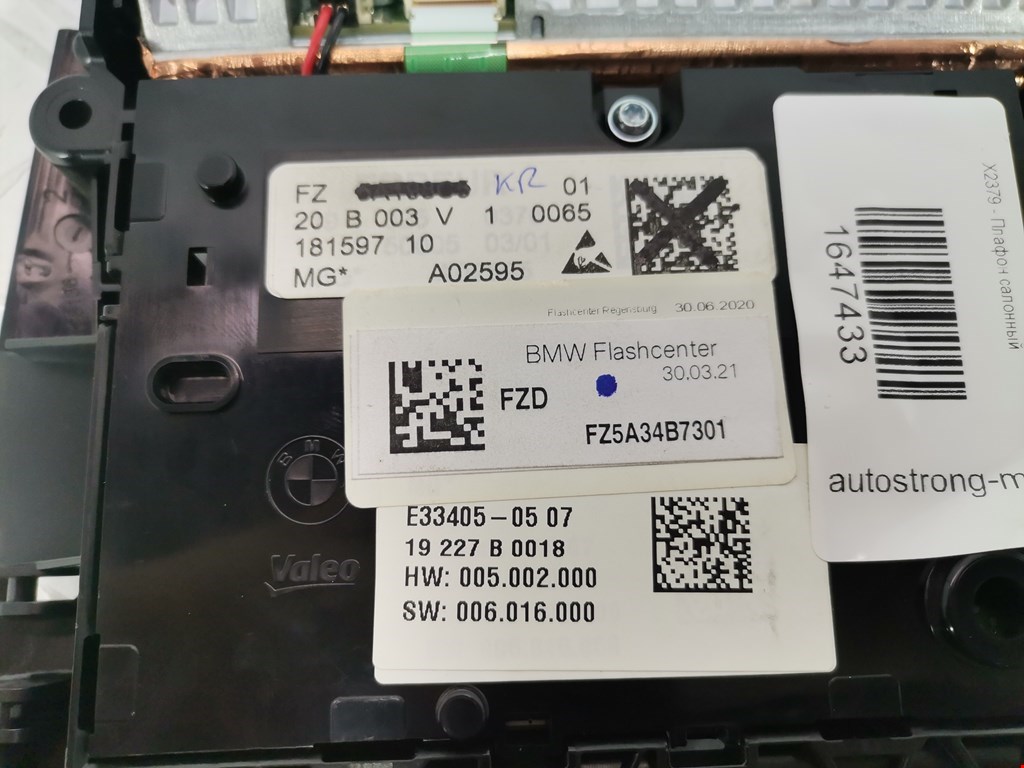 FZ KR 01
20 B 003 V 1 0065
181597 10
MG* A02595
Flashcenter Regensburg 30.06.2020
BMW Flashcenter
30.03.21
FZD
FZ5A34B7301
E33405-05 07
19 227 B 0018
HW: 005.002.000
SW: 006.016.000
BMW
Valeo
X2379 - Плафон салонный
1647433
autostrong-m